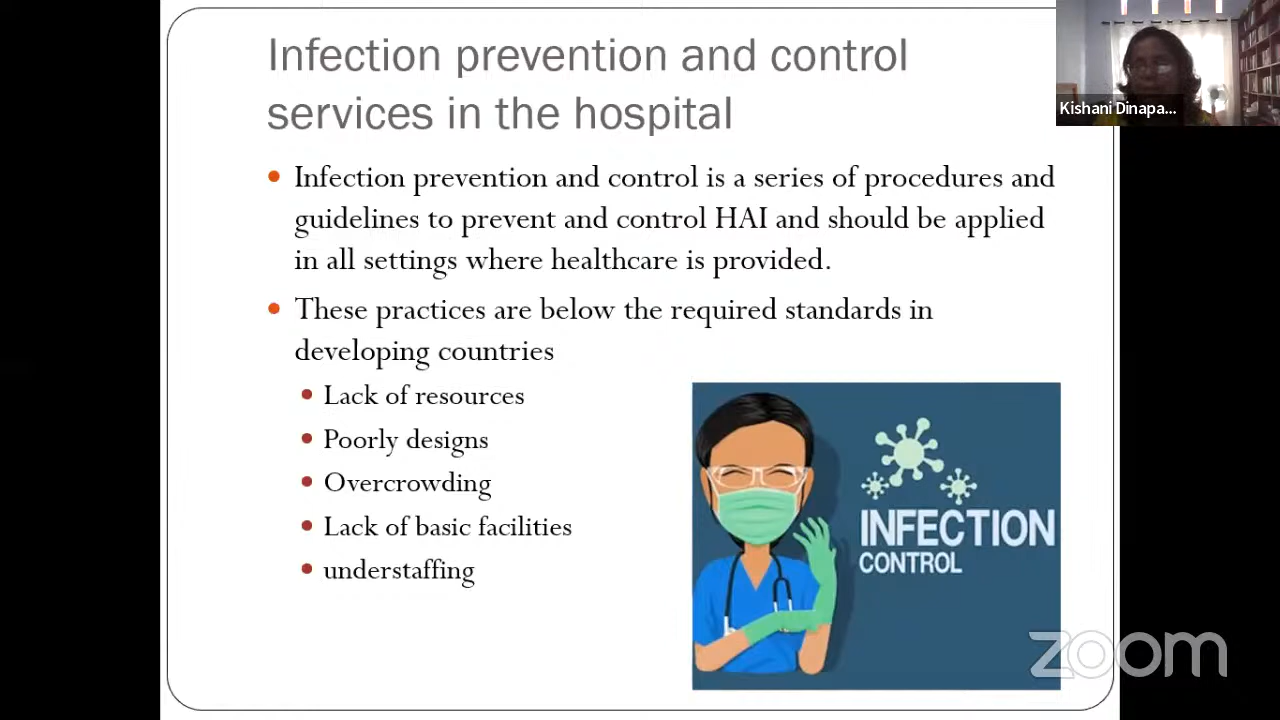 Infection prevention and control
services in the hospital
Kishani Dinapa...
Infection prevention and control is a series of procedures and
guidelines to prevent and control HAI and should be applied
in all settings where healthcare is provided.
These practices are below the required standards in
developing countries
Lack of resources
Poorly designs
Overcrowding
Lack of basic facilities
understaffing
INFECTION
CONTROL
zoom